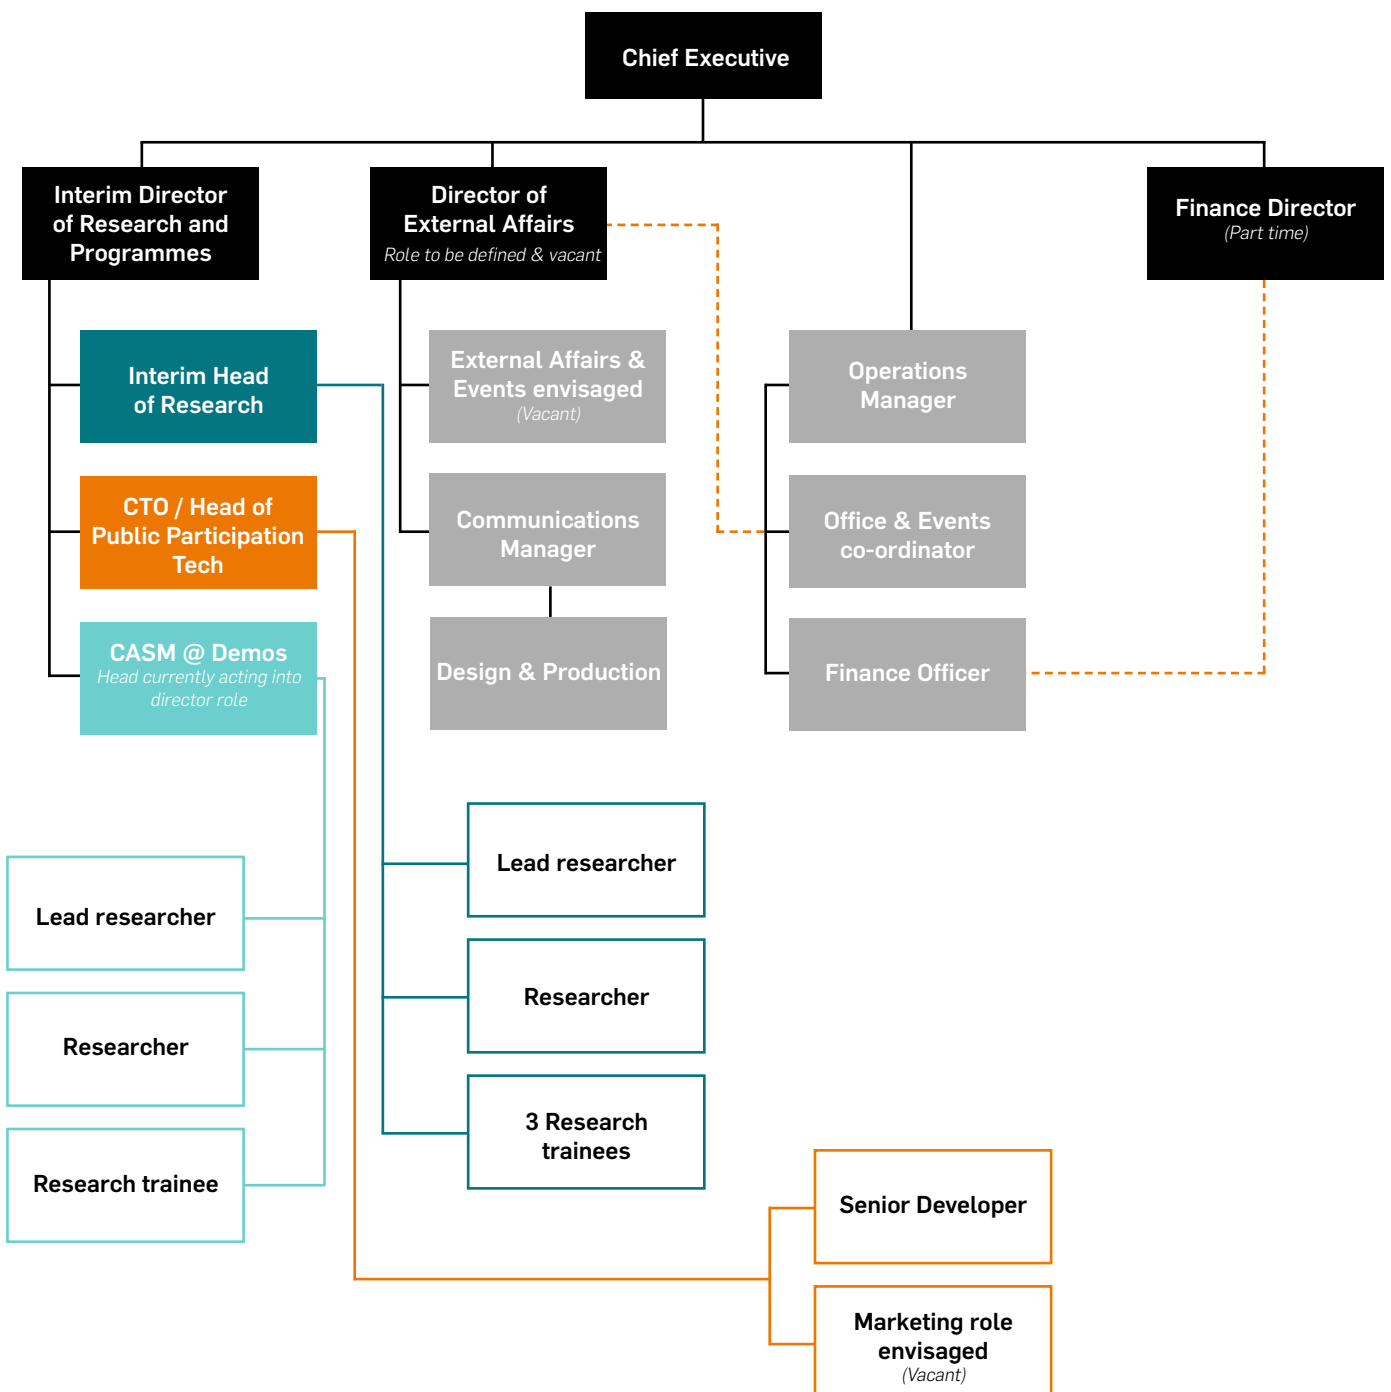 Chief Executive
Interim Director
of Research and
Programmes
Director of
External Affairs
Role to be defined & vacant
Finance Director
(Part time)
Interim Head
of Research
External Affairs &
Events envisaged
(Vacant)
Operations
Manager
CTO / Head of
Public Participation
Tech
Communications
Manager
Office & Events
co-ordinator
CASM @ Demos
Head currently acting into
director role
Design & Production
Finance Officer
Lead researcher
Researcher
Research trainee
Lead researcher
Researcher
3 Research
trainees
Senior Developer
Marketing role
envisaged
(Vacant)